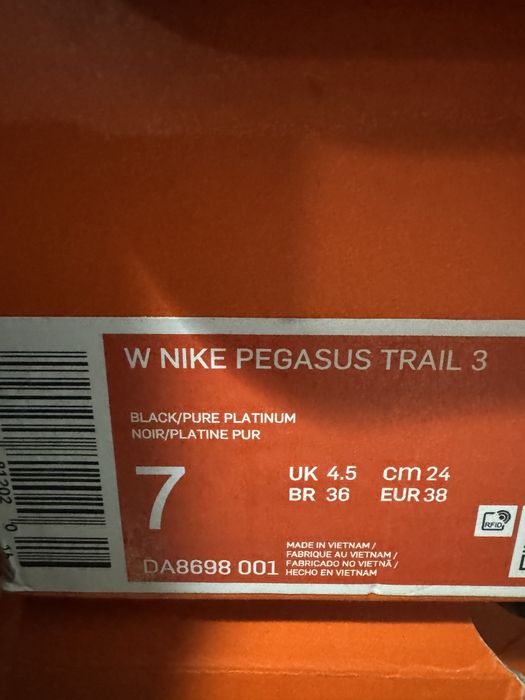 W NIKE PEGASUS TRAIL 3
BLACK/PURE PLATINUM
NOIR/PLATINE PUR
7
UK 4.5 cm 24
BR 36 EUR 38
RFID
DA8698 001
MADE IN VIETNAM /
FABRIQUE AU VIETNAM /
FABRICADO NO VIETNÃ /
HECHO EN VIETNAM